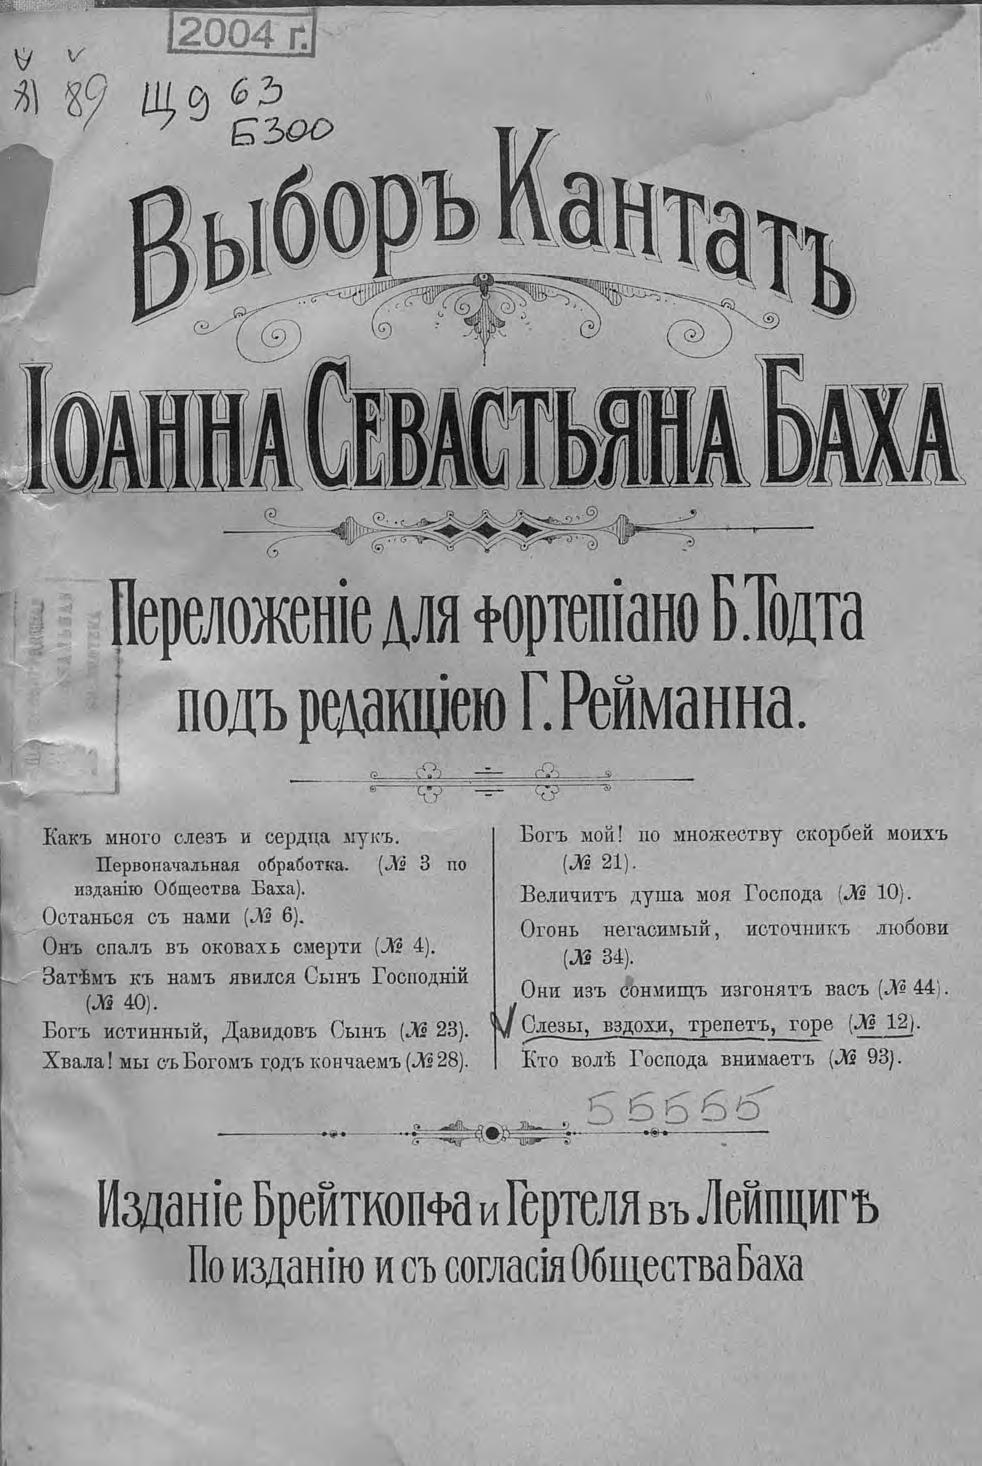 2004 г.
89 Щ9 63
Б300
Выборъ Кантатъ
Іоанна Севастьяна Баха
Переложеніе для фортепіано Б. Тодта
подъ редакціею Г. Рейманна.
Какъ много слезъ и сердца мукъ.
Первоначальная обработка. (№ 3 по
изданію Общества Баха).
Останься съ нами (№ 6).
Онъ спалъ въ оковахъ смерти (№ 4).
Затѣмъ къ намъ явился Сынъ Господній
(№ 40).
Богъ истинный, Давидовъ Сынъ (№ 23).
Хвала! мы съ Богомъ годъ кончаемъ (№ 28).
Богъ мой! по множеству скорбей моихъ
(№ 21).
Величитъ душа моя Господа (№ 10).
Огонь негасимый, источникъ любови
(№ 34).
Они изъ сонмищъ изгонятъ васъ (№ 44).
Слезы, вздохи, трепетъ, горе (№ 12).
Кто волѣ Господа внимаетъ (№ 93).
55555
Изданіе Брейткопфа и Гертеля въ Лейпцигѣ
По изданію и съ согласія Общества Баха